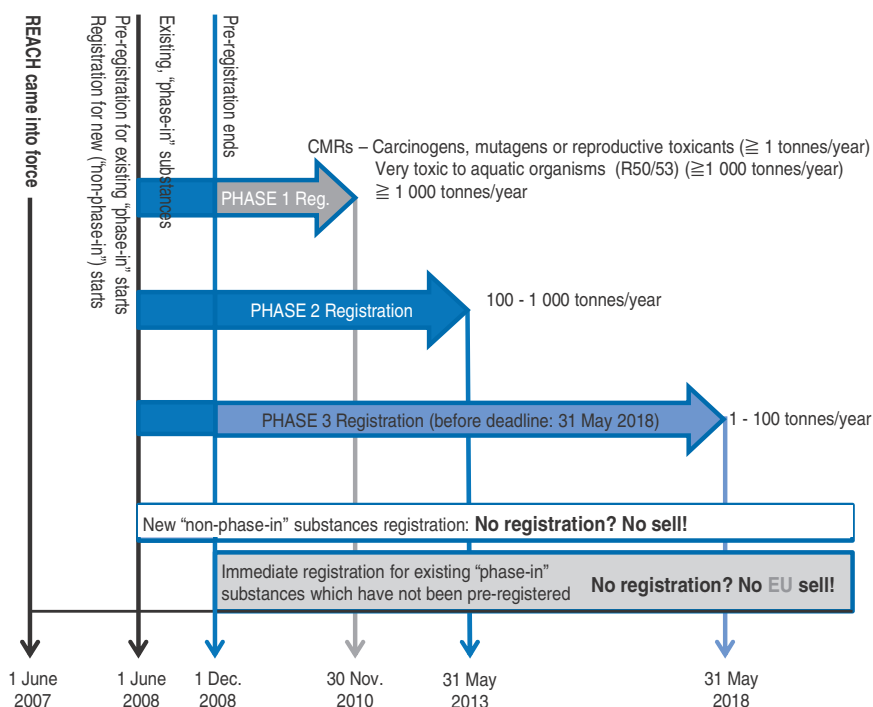 REACH came into force
Pre-registration for existing “phase-in” starts
Registration for new (“non-phase-in”) starts
Existing, “phase-in” substances
Pre-registration ends
CMRs – Carcinogens, mutagens or reproductive toxicants (≧ 1 tonnes/year)
Very toxic to aquatic organisms (R50/53) (≧1 000 tonnes/year)
≧ 1 000 tonnes/year
PHASE 1 Reg.
PHASE 2 Registration
100 - 1 000 tonnes/year
PHASE 3 Registration (before deadline: 31 May 2018)
1 - 100 tonnes/year
New “non-phase-in” substances registration: No registration? No sell!
Immediate registration for existing “phase-in”
substances which have not been pre-registered
No registration? No EU sell!
1 June
2007
1 June
2008
1 Dec.
2008
30 Nov.
2010
31 May
2013
31 May
2018